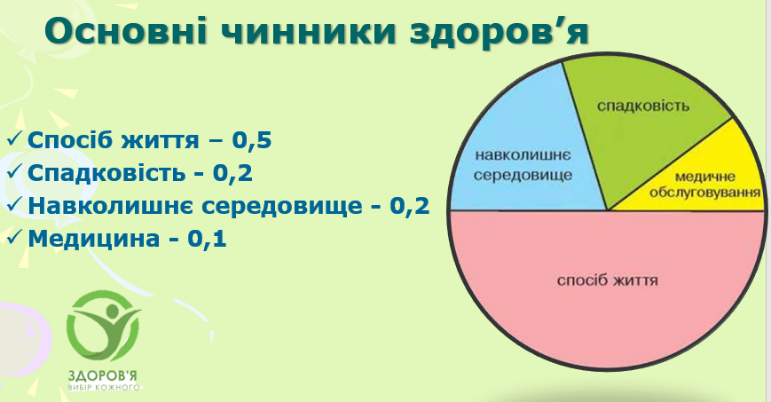 Основні чинники здоров’я
Спосіб життя – 0,5
Спадковість - 0,2
Навколишнє середовище - 0,2
Медицина - 0,1
спадковість
навколишнє
середовище
медичне
обслуговування
спосіб життя
ЗДОРОВ'Я
ВИБІР КОЖНОГО